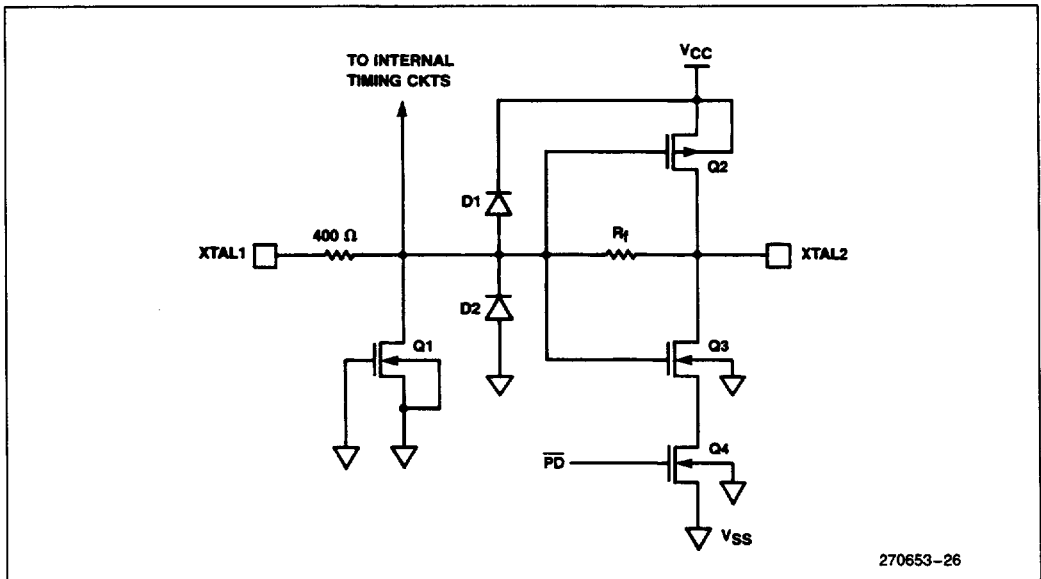 TO INTERNAL
TIMING CKTS
VCC
Q2
D1
400 Ω
Rf
XTAL1
XTAL2
D2
Q1
Q3
PD
Q4
VSS
270653-26